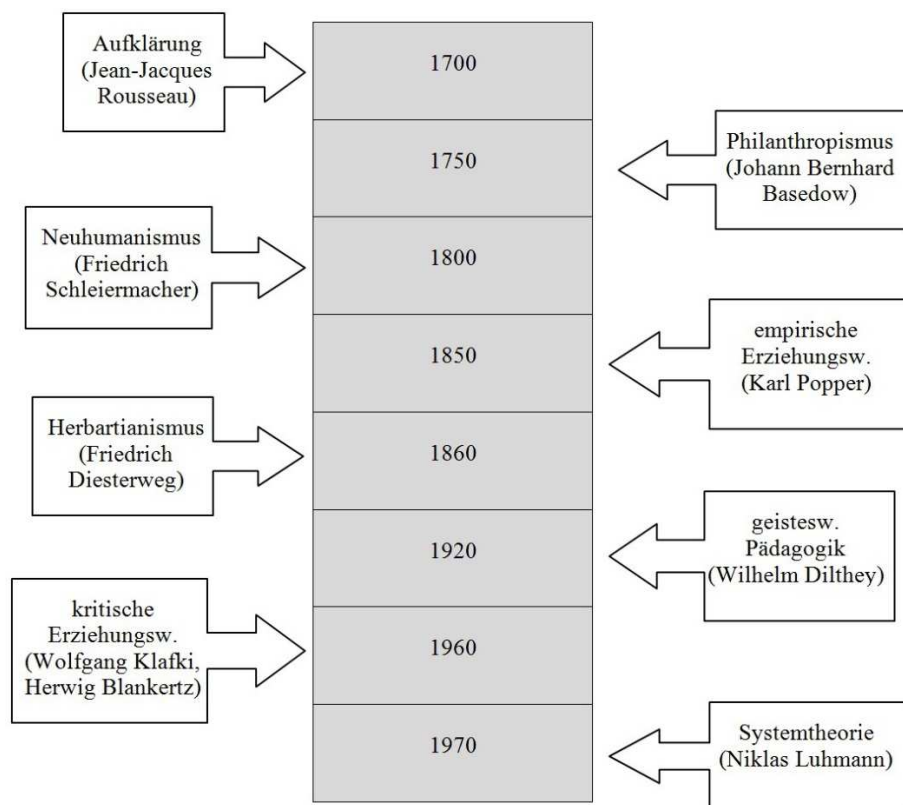 Aufklärung
(Jean-Jacques
Rousseau)
1700
1750
Philanthropismus
(Johann Bernhard
Basedow)
Neuhumanismus
(Friedrich
Schleiermacher)
1800
1850
empirische
Erziehungsw.
(Karl Popper)
Herbartianismus
(Friedrich
Diesterweg)
1860
1920
geistesw.
Pädagogik
(Wilhelm Dilthey)
kritische
Erziehungsw.
(Wolfgang Klafki,
Herwig Blankertz)
1960
1970
Systemtheorie
(Niklas Luhmann)